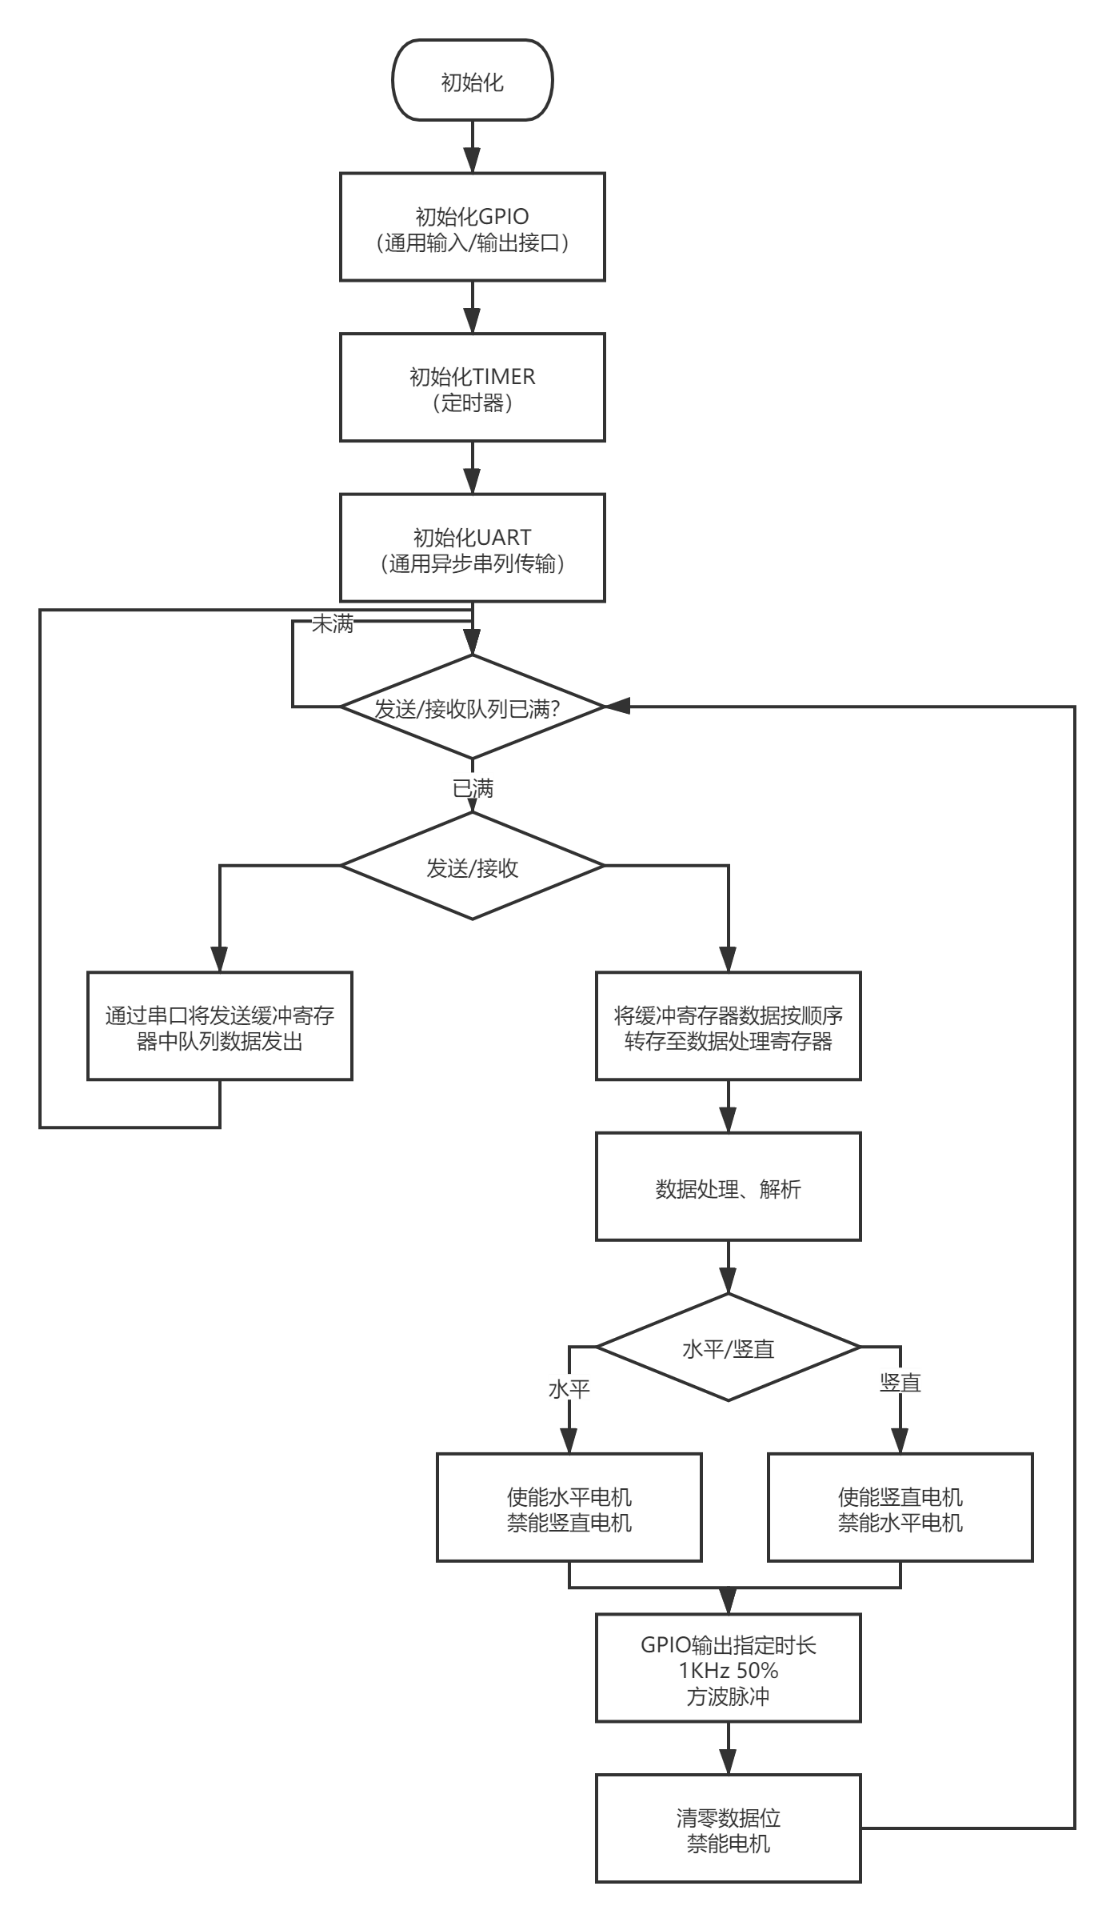 初始化
初始化GPIO
（通用输入/输出接口）
初始化TIMER
（定时器）
初始化UART
（通用异步串列传输）
未满
发送/接收队列已满?
已满
发送/接收
通过串口将发送缓冲寄存
器中队列数据发出
将缓冲寄存器数据按顺序
转存至数据处理寄存器
数据处理、解析
水平/竖直
水平
竖直
使能水平电机
禁能竖直电机
使能竖直电机
禁能水平电机
GPIO输出指定时长
1KHz 50%
方波脉冲
清零数据位
禁能电机